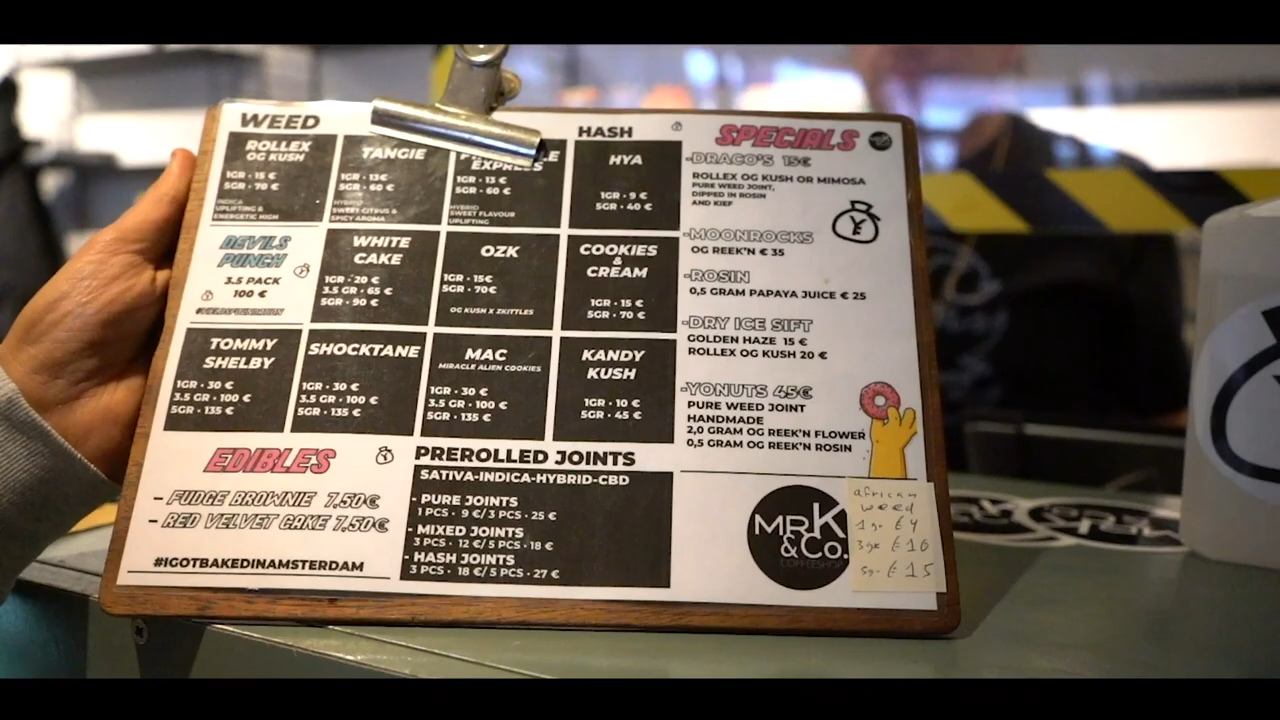 WEED
ROLLEX
OG KUSH
1GR • 15 €
5GR • 70 €
INDICA
UPLIFTING &
ENERGETIC HIGH
TANGIE
1GR • 13€
5GR • 60 €
HYBRID
SWEET CITRUS &
SPICY AROMA
EXPRESS
1GR • 13 €
5GR • 60 €
HYBRID
SWEET FLAVOUR
UPLIFTING
HASH
HYA
1GR • 9 €
5GR • 40 €
DEVILS
PUNCH
3.5 PACK
100 €
WHITE
CAKE
1GR • 20 €
3.5 GR • 65 €
5GR • 90 €
OZK
1GR • 15€
5GR • 70€
OG KUSH X ZKITTLES
COOKIES
&
CREAM
1GR • 15 €
5GR • 70 €
TOMMY
SHELBY
1GR • 30 €
3.5 GR • 100 €
5GR • 135 €
SHOCKTANE
1GR • 30 €
3.5 GR • 100 €
5GR • 135 €
MAC
MIRACLE ALIEN COOKIES
1GR • 30 €
3.5 GR • 100 €
5GR • 135 €
KANDY
KUSH
1GR • 10 €
5GR • 45 €
EDIBLES
- FUDGE BROWNIE 7,50€
- RED VELVET CAKE 7,50€
#IGOTBAKEDINAMSTERDAM
PREROLLED JOINTS
SATIVA-INDICA-HYBRID-CBD
- PURE JOINTS
1 PCS • 9 €/ 3 PCS • 25 €
- MIXED JOINTS
3 PCS • 12 €/ 5 PCS • 18 €
- HASH JOINTS
3 PCS • 18 €/ 5 PCS • 27 €
SPECIALS
-DRACO'S 15€
ROLLEX OG KUSH OR MIMOSA
PURE WEED JOINT,
DIPPED IN ROSIN
AND KIEF
-MOONROCKS
OG REEK'N € 35
-ROSIN
0,5 GRAM PAPAYA JUICE € 25
-DRY ICE SIFT
GOLDEN HAZE 15 €
ROLLEX OG KUSH 20 €
-YONUTS 45€
PURE WEED JOINT
HANDMADE
2,0 GRAM OG REEK'N FLOWER
0,5 GRAM OG REEK'N ROSIN
MR.K
&Co.
COFFEESHOP
african
weed
1gr €4
3gr €10
5gr €15